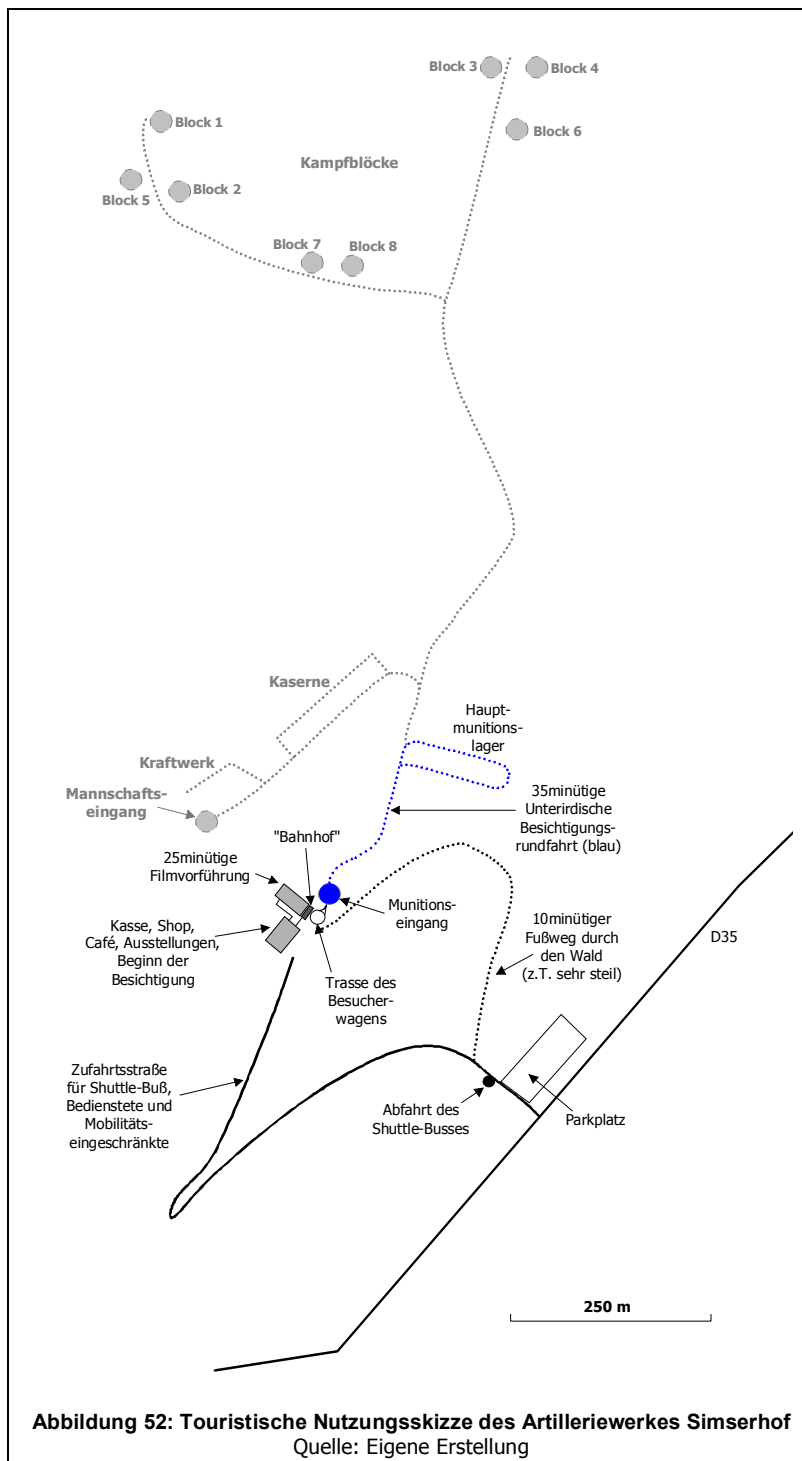 Block 3
Block 4
Block 1
Block 6
Kampfblöcke
Block 5
Block 2
Block 7
Block 8
Kaserne
Haupt-
munitions-
lager
Kraftwerk
Mannschafts-
eingang
35minütige
Unterirdische
Besichtigungs-
rundfahrt (blau)
"Bahnhof"
25minütige
Filmvorführung
Munitions-
eingang
Kasse, Shop,
Café, Ausstellungen,
Beginn der
Besichtigung
10minütiger
Fußweg durch
den Wald
(z.T. sehr steil)
D35
Trasse des
Besucher-
wagens
Zufahrtsstraße
für Shuttle-Buß,
Bedienstete und
Mobilitäts-
eingeschränkte
Abfahrt des
Shuttle-Busses
Parkplatz
250 m
Abbildung 52: Touristische Nutzungsskizze des Artilleriewerkes Simserhof
Quelle: Eigene Erstellung